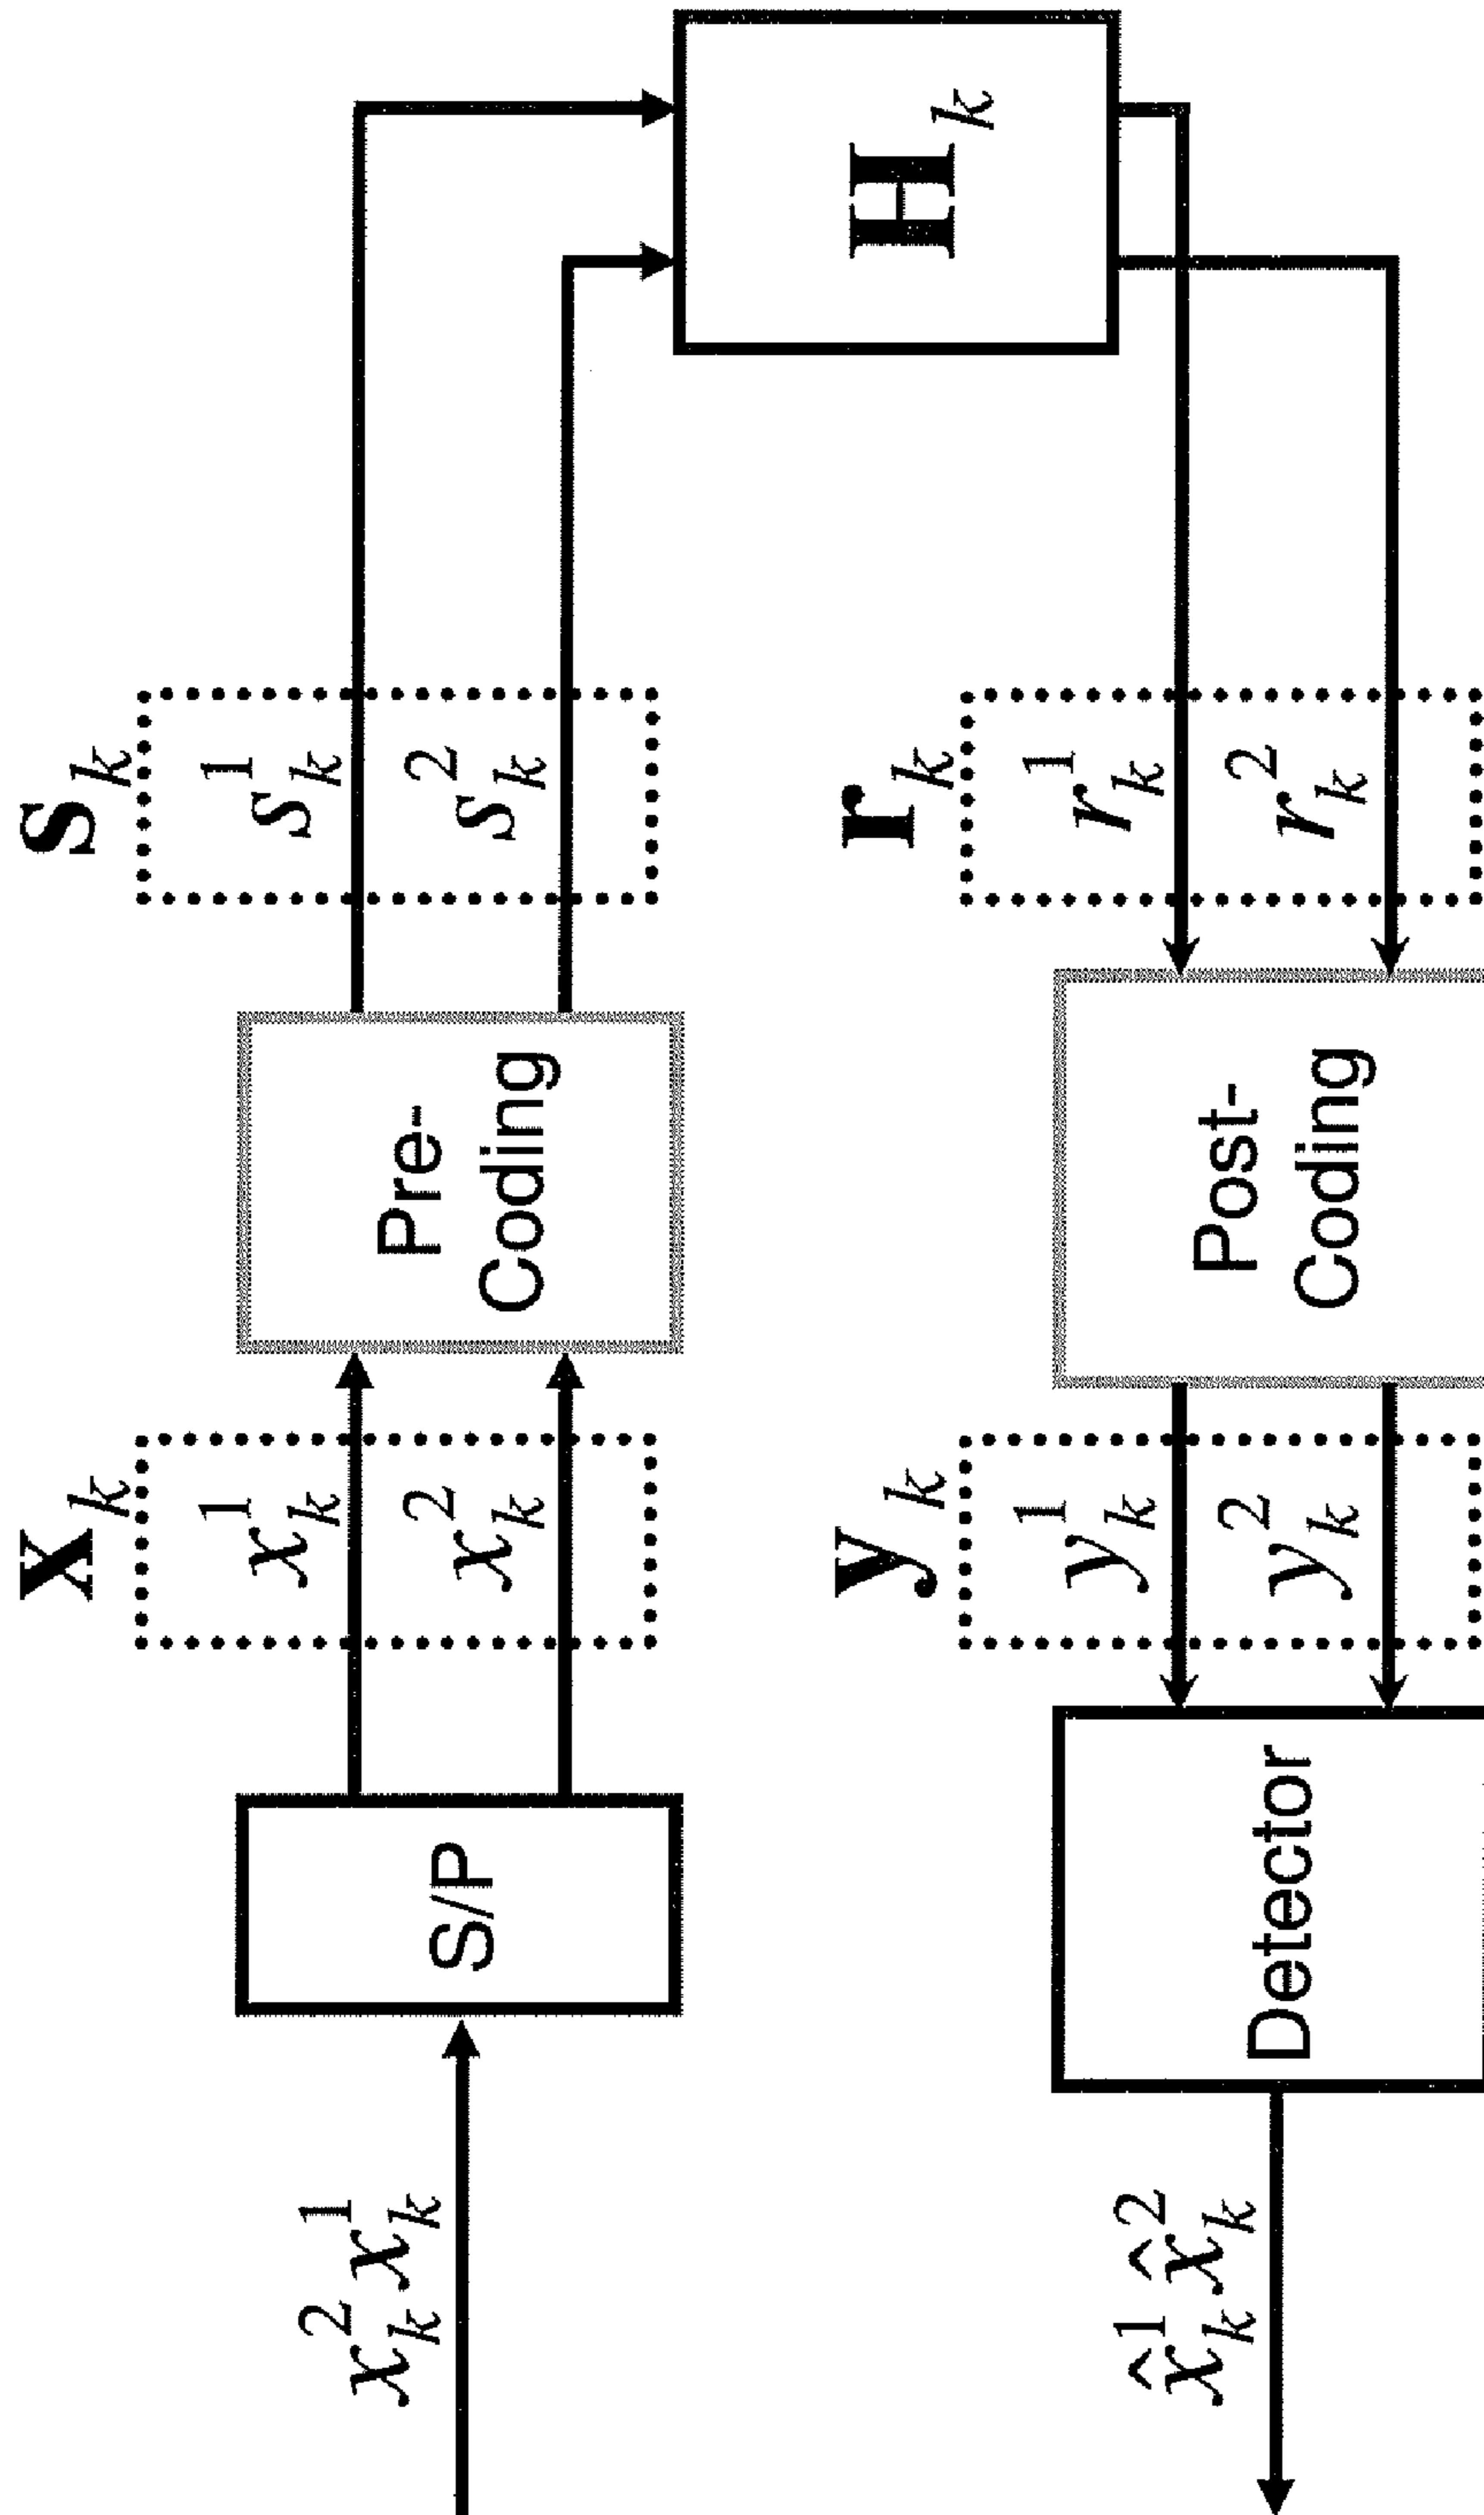 x_k^2 x_k^1
S/P
𝐱_k
x_k^1
x_k^2
Pre-
Coding
𝐬_k
s_k^1
s_k^2
𝐇_k
𝐫_k
r_k^1
r_k^2
Post-
Coding
𝐲_k
y_k^1
y_k^2
Detector
x̂_k^1 x̂_k^2